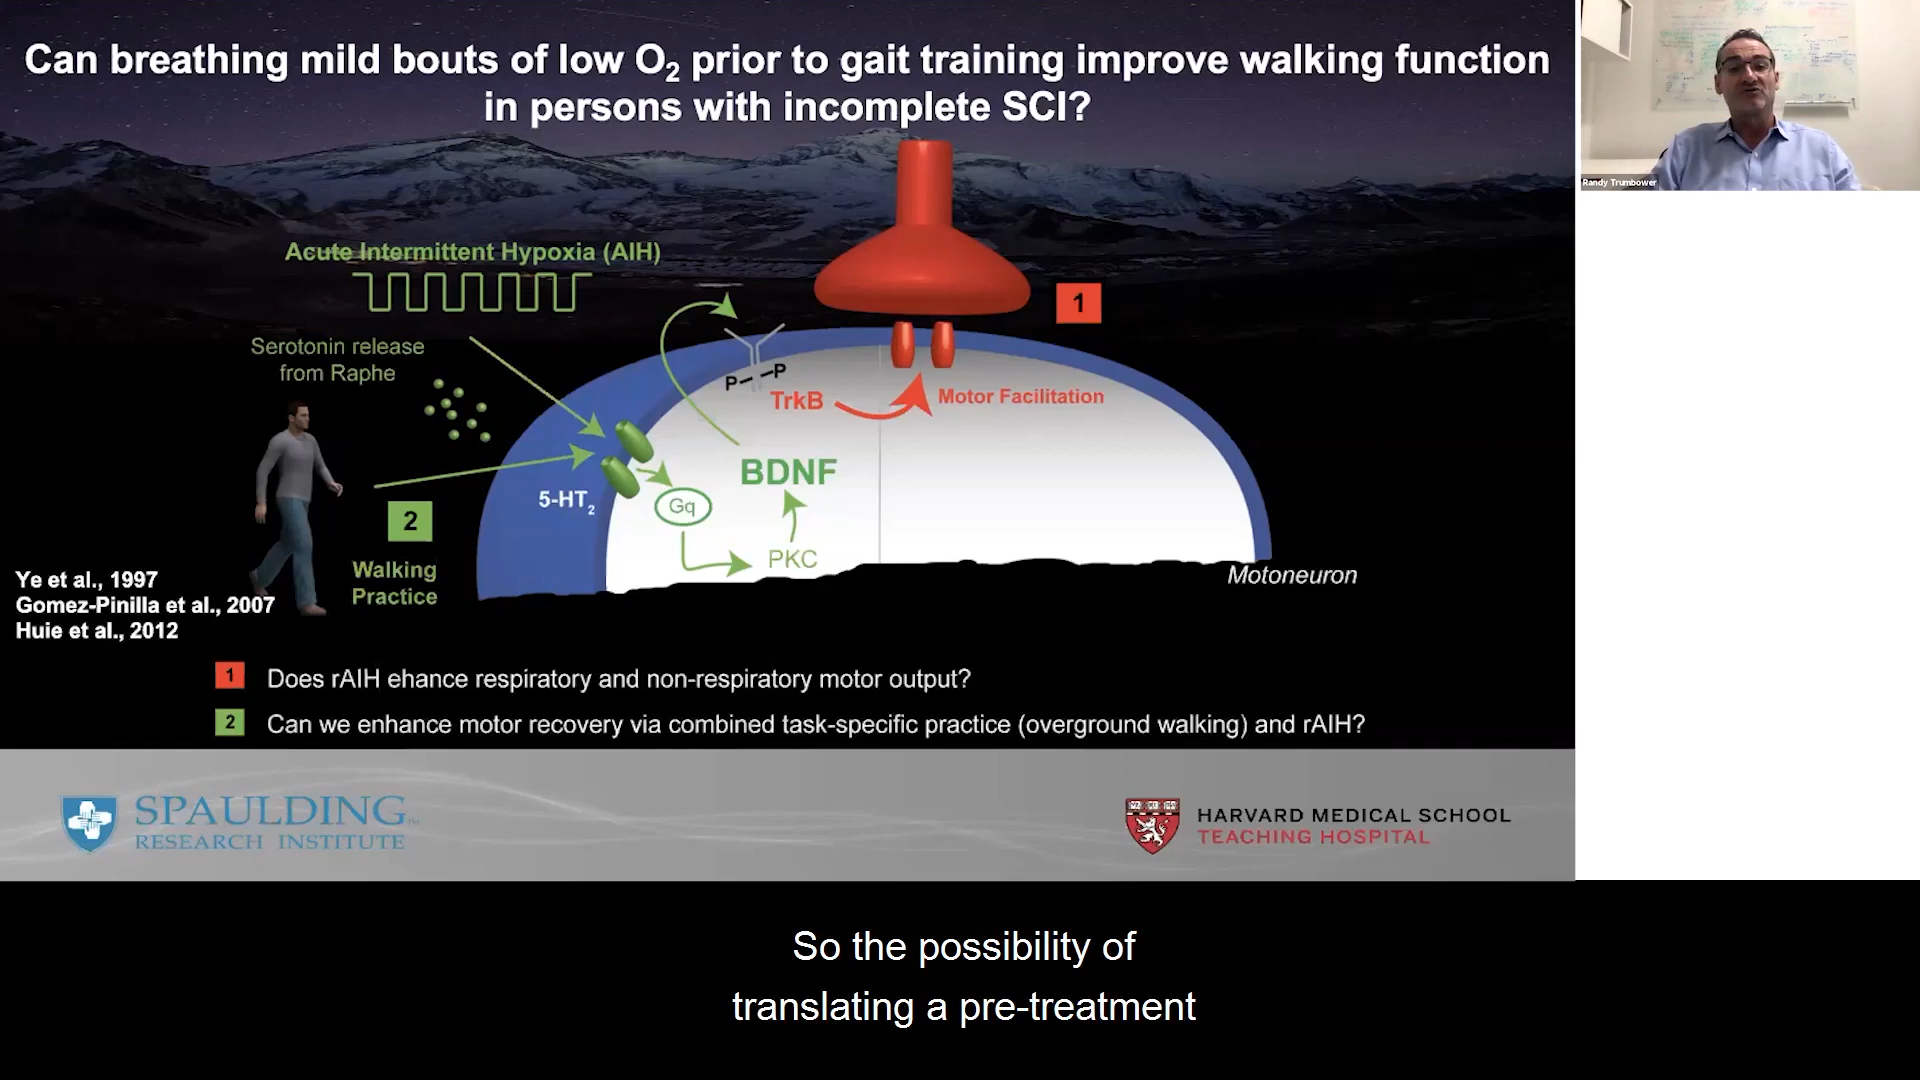 Can breathing mild bouts of low O₂ prior to gait training improve walking function
in persons with incomplete SCI?
Randy Trumbower
Acute Intermittent Hypoxia (AIH)
1
Serotonin release
from Raphe
P
P
TrkB
Motor Facilitation
BDNF
5-HT₂
Gq
2
PKC
Walking
Practice
Motoneuron
Ye et al., 1997
Gomez-Pinilla et al., 2007
Huie et al., 2012
1 Does rAIH ehance respiratory and non-respiratory motor output?
2 Can we enhance motor recovery via combined task-specific practice (overground walking) and rAIH?
SPAULDING™
RESEARCH INSTITUTE
HARVARD MEDICAL SCHOOL
TEACHING HOSPITAL
So the possibility of
translating a pre-treatment